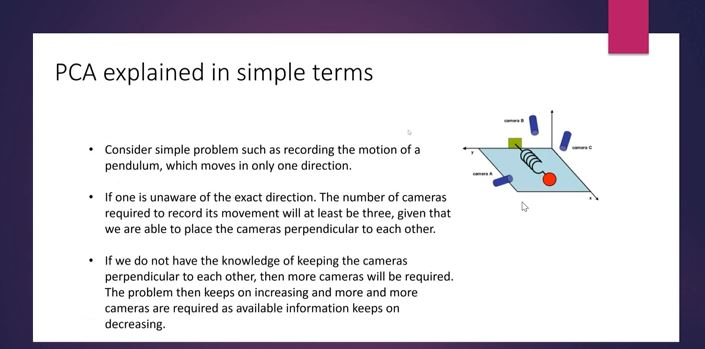 PCA explained in simple terms
• Consider simple problem such as recording the motion of a
pendulum, which moves in only one direction.
• If one is unaware of the exact direction. The number of cameras
required to record its movement will at least be three, given that
we are able to place the cameras perpendicular to each other.
• If we do not have the knowledge of keeping the cameras
perpendicular to each other, then more cameras will be required.
The problem then keeps on increasing and more and more
cameras are required as available information keeps on
decreasing.
camera B
camera C
y
camera A
x